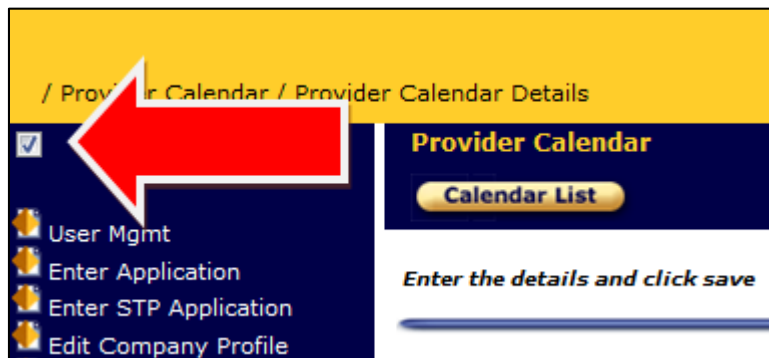 / Provider Calendar / Provider Calendar Details
Provider Calendar
Calendar List
User Mgmt
Enter Application
Enter STP Application
Edit Company Profile
Enter the details and click save